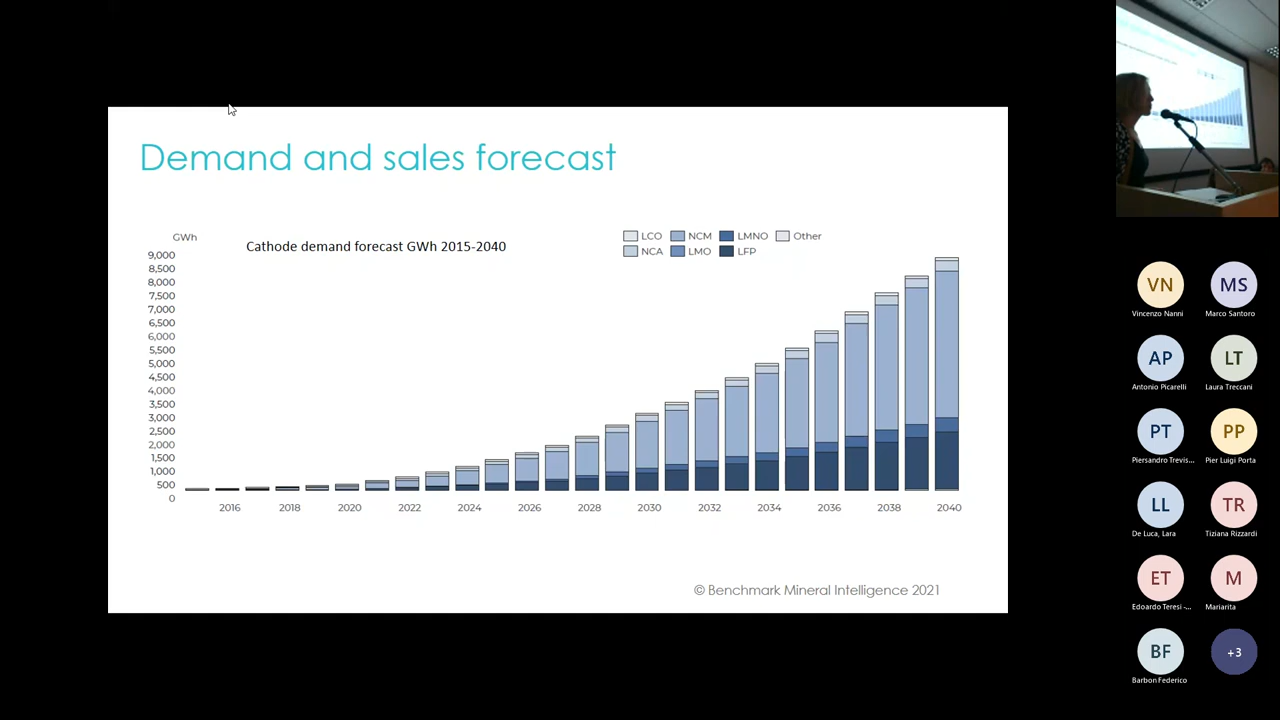 Demand and sales forecast
GWh
Cathode demand forecast GWh 2015-2040
LCO NCM LMNO Other
NCA LMO LFP
9,000
8,500
8,000
7,500
7,000
6,500
6,000
5,500
5,000
4,500
4,000
3,500
3,000
2,500
2,000
1,500
1,000
500
0
2016 2018 2020 2022 2024 2026 2028 2030 2032 2034 2036 2038 2040
© Benchmark Mineral Intelligence 2021
VN MS
Vincenzo Nanni Marco Santoro
AP LT
Antonio Picarelli Laura Treccani
PT PP
Piersandro Trevis... Pier Luigi Porta
LL TR
De Luca, Lara Tiziana Rizzardi
ET M
Edoardo Teresi -... Mariarita
BF +3
Barbon Federico